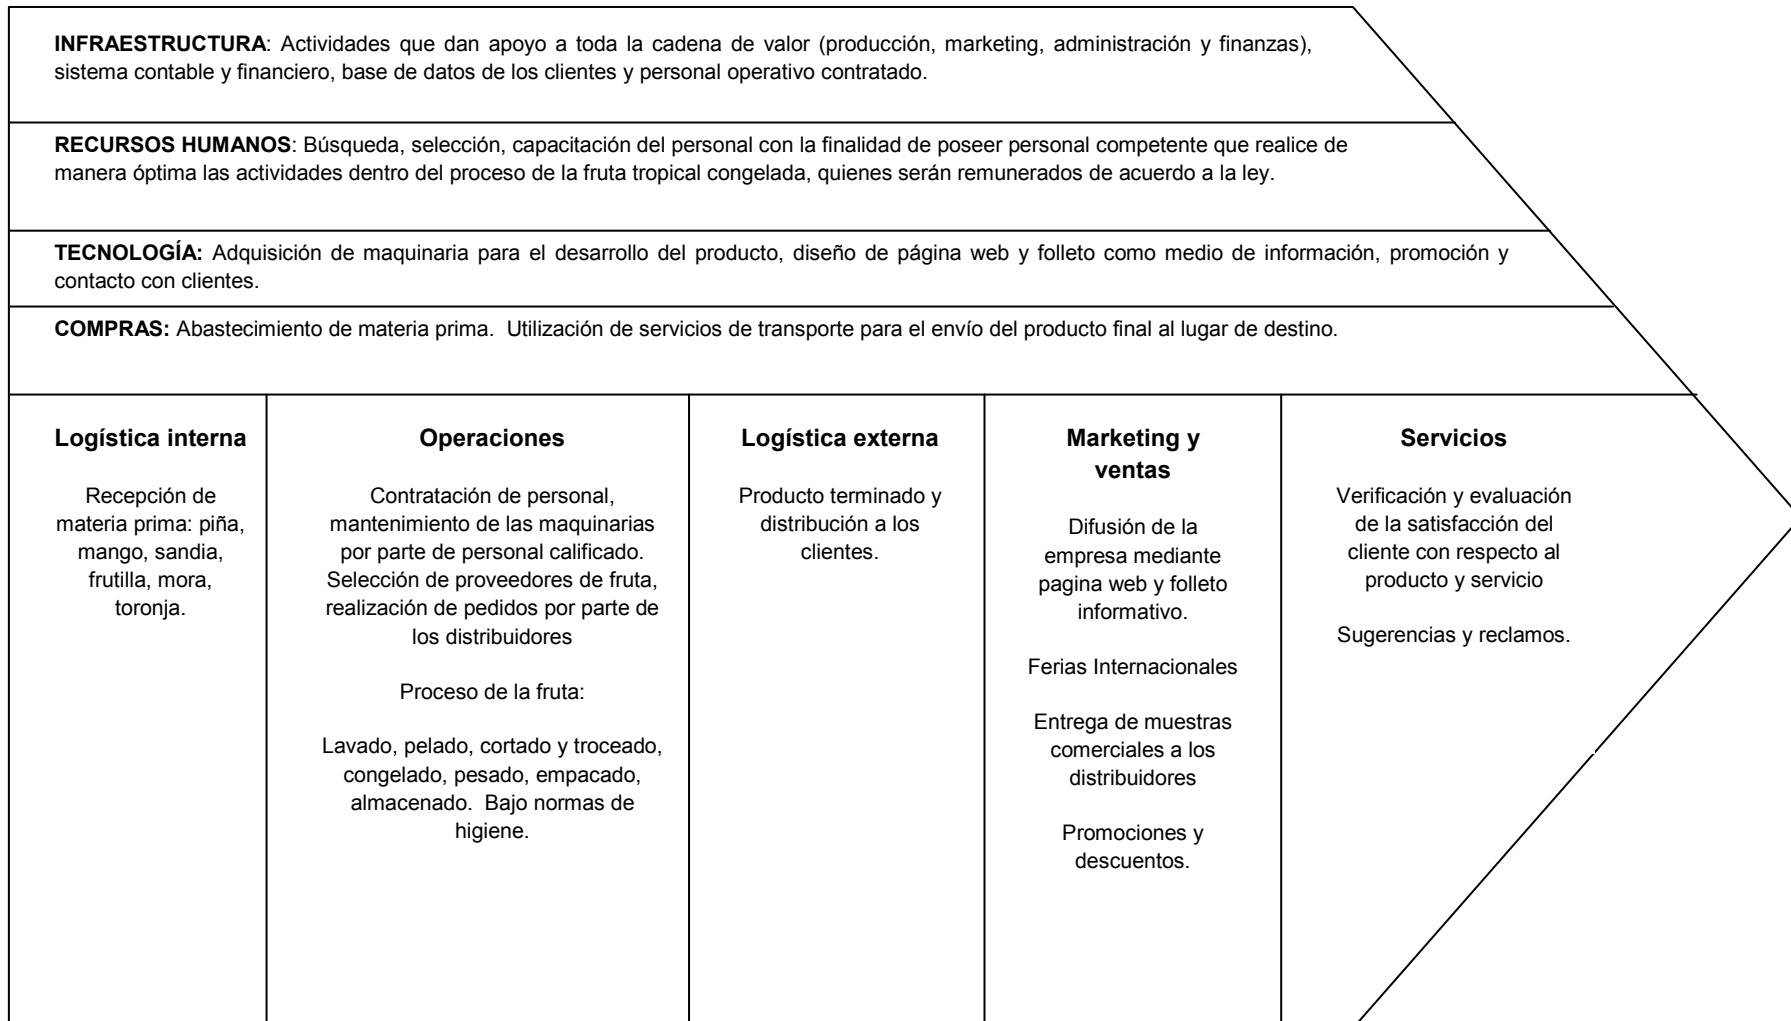 INFRAESTRUCTURA: Actividades que dan apoyo a toda la cadena de valor (producción, marketing, administración y finanzas),
sistema contable y financiero, base de datos de los clientes y personal operativo contratado.
RECURSOS HUMANOS: Búsqueda, selección, capacitación del personal con la finalidad de poseer personal competente que realice de
manera óptima las actividades dentro del proceso de la fruta tropical congelada, quienes serán remunerados de acuerdo a la ley.
TECNOLOGÍA: Adquisición de maquinaria para el desarrollo del producto, diseño de página web y folleto como medio de información, promoción y
contacto con clientes.
COMPRAS: Abastecimiento de materia prima. Utilización de servicios de transporte para el envío del producto final al lugar de destino.
Logística interna
Recepción de
materia prima: piña,
mango, sandia,
frutilla, mora,
toronja.
Operaciones
Contratación de personal,
mantenimiento de las maquinarias
por parte de personal calificado.
Selección de proveedores de fruta,
realización de pedidos por parte de
los distribuidores
Proceso de la fruta:
Lavado, pelado, cortado y troceado,
congelado, pesado, empacado,
almacenado. Bajo normas de
higiene.
Logística externa
Producto terminado y
distribución a los
clientes.
Marketing y
ventas
Difusión de la
empresa mediante
pagina web y folleto
informativo.
Ferias Internacionales
Entrega de muestras
comerciales a los
distribuidores
Promociones y
descuentos.
Servicios
Verificación y evaluación
de la satisfacción del
cliente con respecto al
producto y servicio
Sugerencias y reclamos.